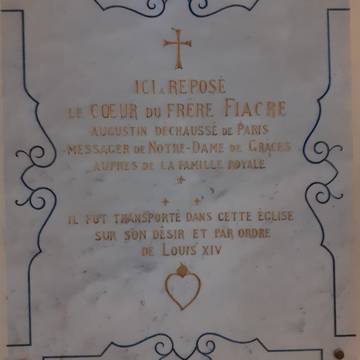 ICI A REPOSÉ
LE CŒUR DU FRÈRE FIACRE
AUGUSTIN DÉCHAUSSÉ DE PARIS
MESSAGER DE NOTRE-DAME DE GRÂCES
AUPRÈS DE LA FAMILLE ROYALE
IL FUT TRANSPORTÉ DANS CETTE ÉGLISE
SUR SON DÉSIR ET PAR ORDRE
DE LOUIS XIV